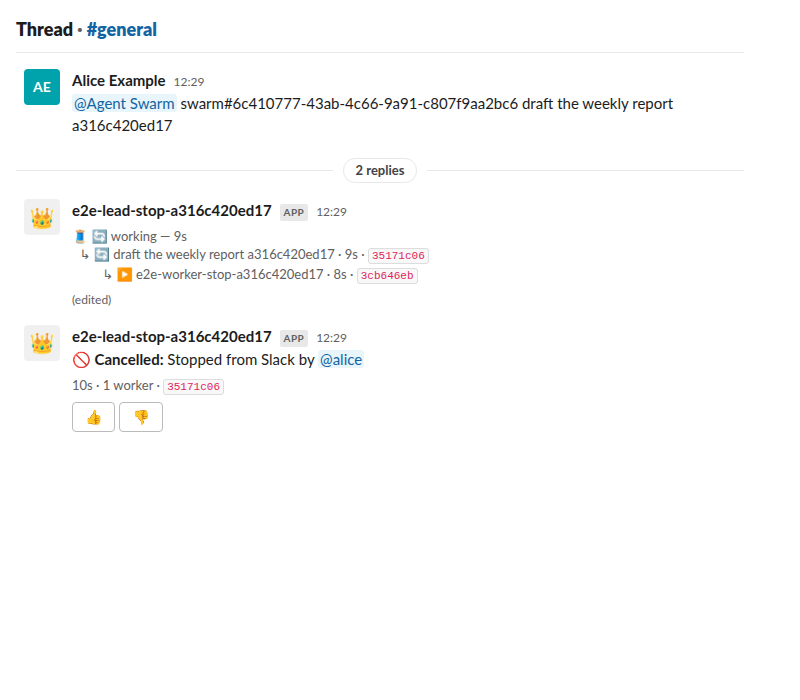 Thread • #general
AE
Alice Example 12:29
@Agent Swarm swarm#6c410777-43ab-4c66-9a91-c807f9aa2bc6 draft the weekly report
a316c420ed17
2 replies
e2e-lead-stop-a316c420ed17 APP 12:29
🧵 🔄 working — 9s
↳ 🔄 draft the weekly report a316c420ed17 · 9s · 35171c06
↳ ▶️ e2e-worker-stop-a316c420ed17 · 8s · 3cb646eb
(edited)
e2e-lead-stop-a316c420ed17 APP 12:29
🚫 Cancelled: Stopped from Slack by @alice
10s · 1 worker · 35171c06
👍 👎